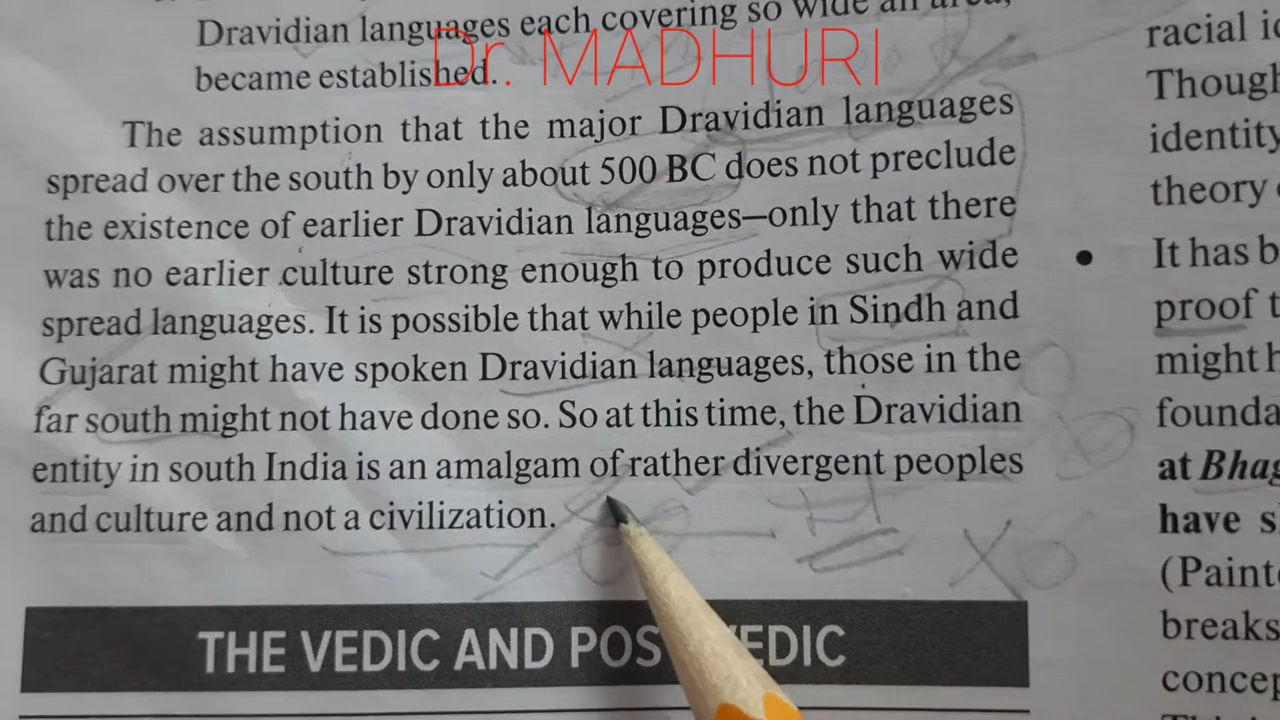 Dravidian languages each covering so wide an area,
became established.
Dr. MADHURI
The assumption that the major Dravidian languages
spread over the south by only about 500 BC does not preclude
the existence of earlier Dravidian languages—only that there
was no earlier culture strong enough to produce such wide
spread languages. It is possible that while people in Sindh and
Gujarat might have spoken Dravidian languages, those in the
far south might not have done so. So at this time, the Dravidian
entity in south India is an amalgam of rather divergent peoples
and culture and not a civilization.
THE VEDIC AND POS VEDIC
racial
Though
identity
theory
• It has b
proof t
might h
founda
at Bhag
have s
(Painte
breaks
concep